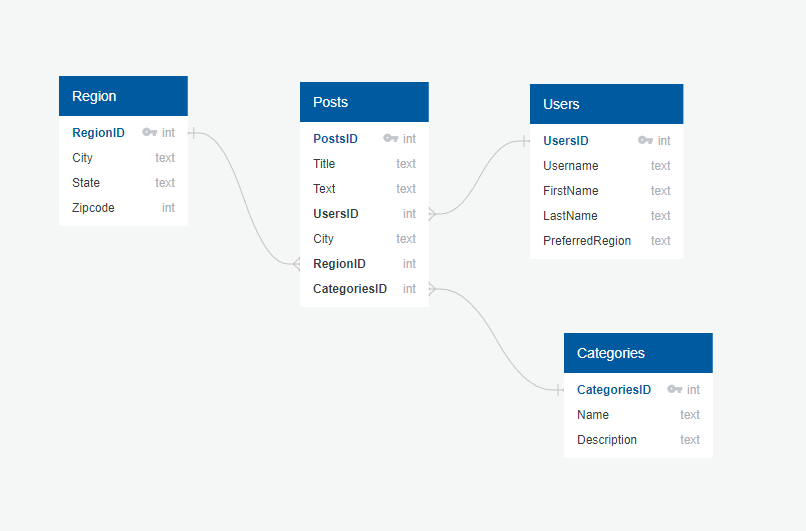 Region
RegionID int
City text
State text
Zipcode int
Posts
PostsID int
Title text
Text text
UsersID int
City text
RegionID int
CategoriesID int
Users
UsersID int
Username text
FirstName text
LastName text
PreferredRegion text
Categories
CategoriesID int
Name text
Description text